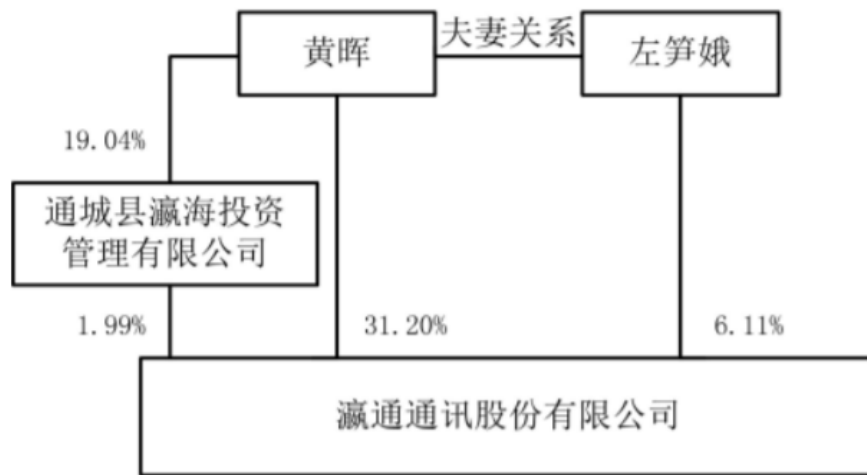 黄晖
夫妻关系
左笋娥
19.04%
通城县瀛海投资
管理有限公司
1.99%
31.20%
6.11%
瀛通通讯股份有限公司